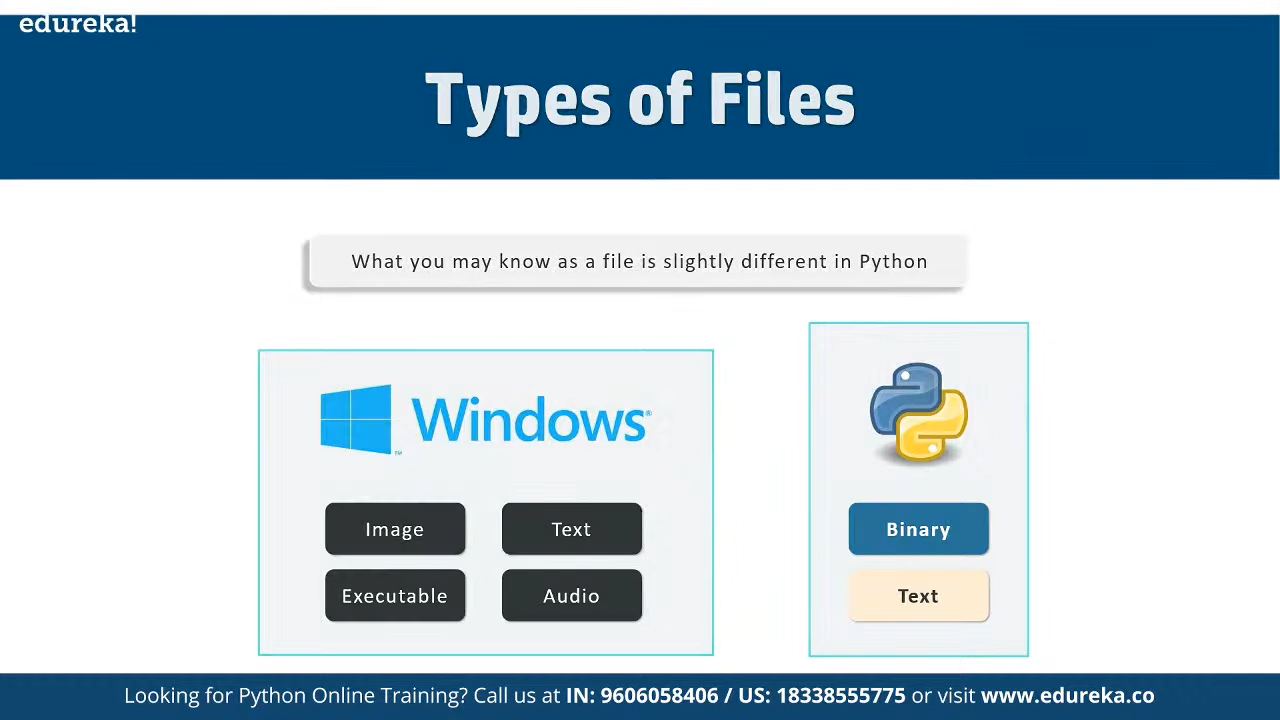 edureka!
Types of Files
What you may know as a file is slightly different in Python
Windows®
™
Image
Text
Executable
Audio
Binary
Text
Looking for Python Online Training? Call us at IN: 9606058406 / US: 18338555775 or visit www.edureka.co